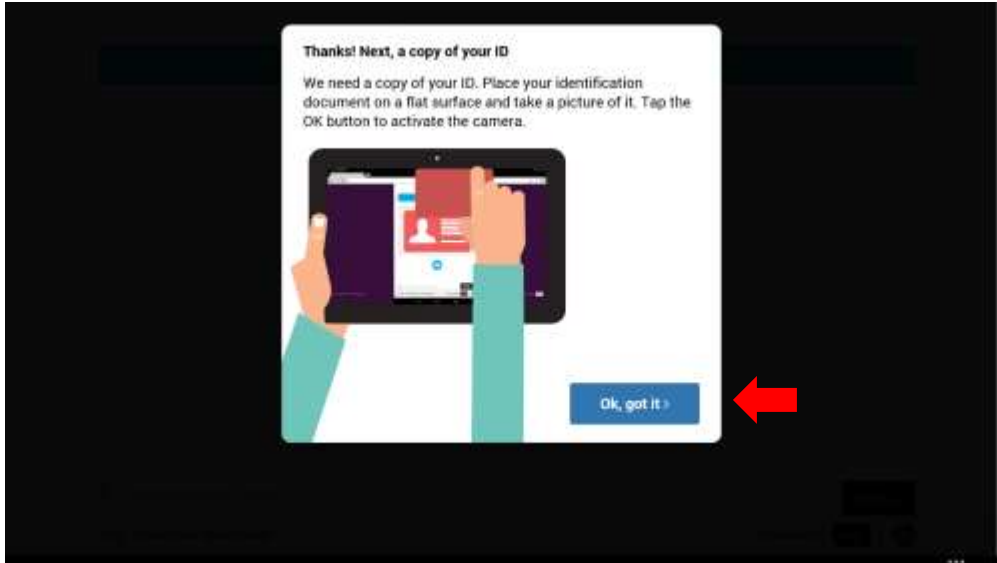 Thanks! Next, a copy of your ID
We need a copy of your ID. Place your identification
document on a flat surface and take a picture of it. Tap the
OK button to activate the camera.
Ok, got it ›